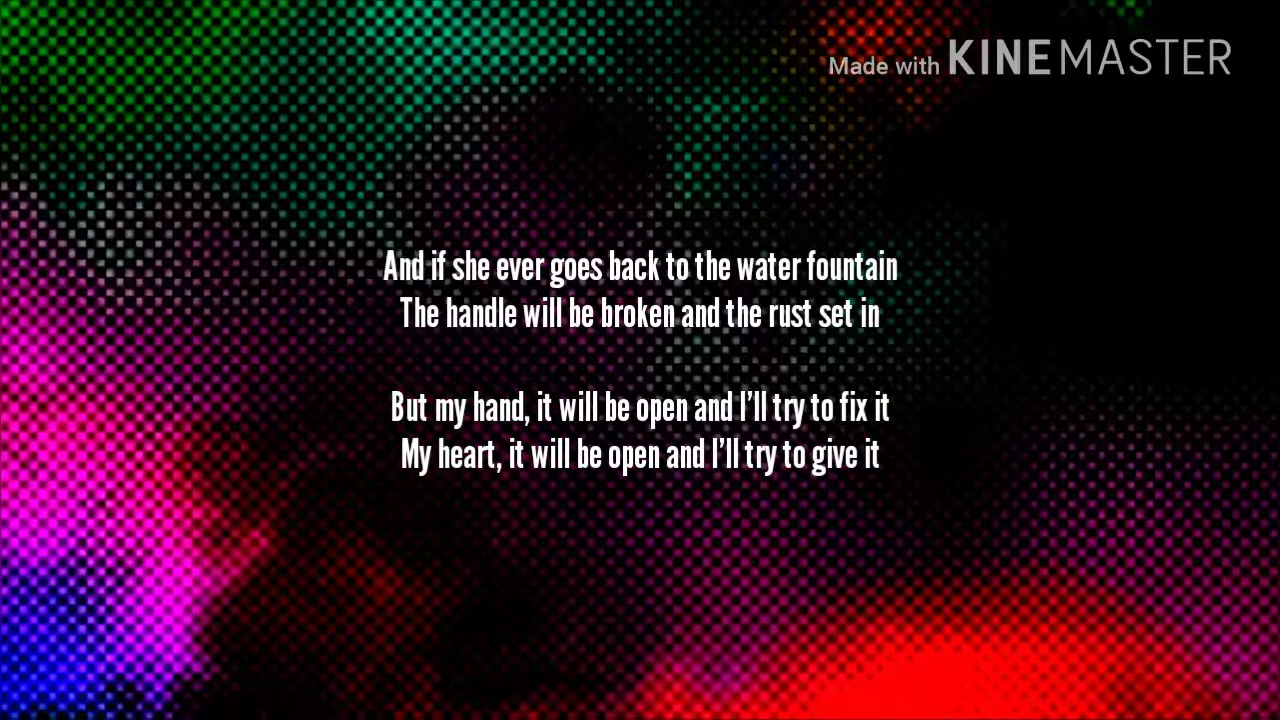 Made with KINEMASTER
And if she ever goes back to the water fountain
The handle will be broken and the rust set in
But my hand, it will be open and I’ll try to fix it
My heart, it will be open and I’ll try to give it